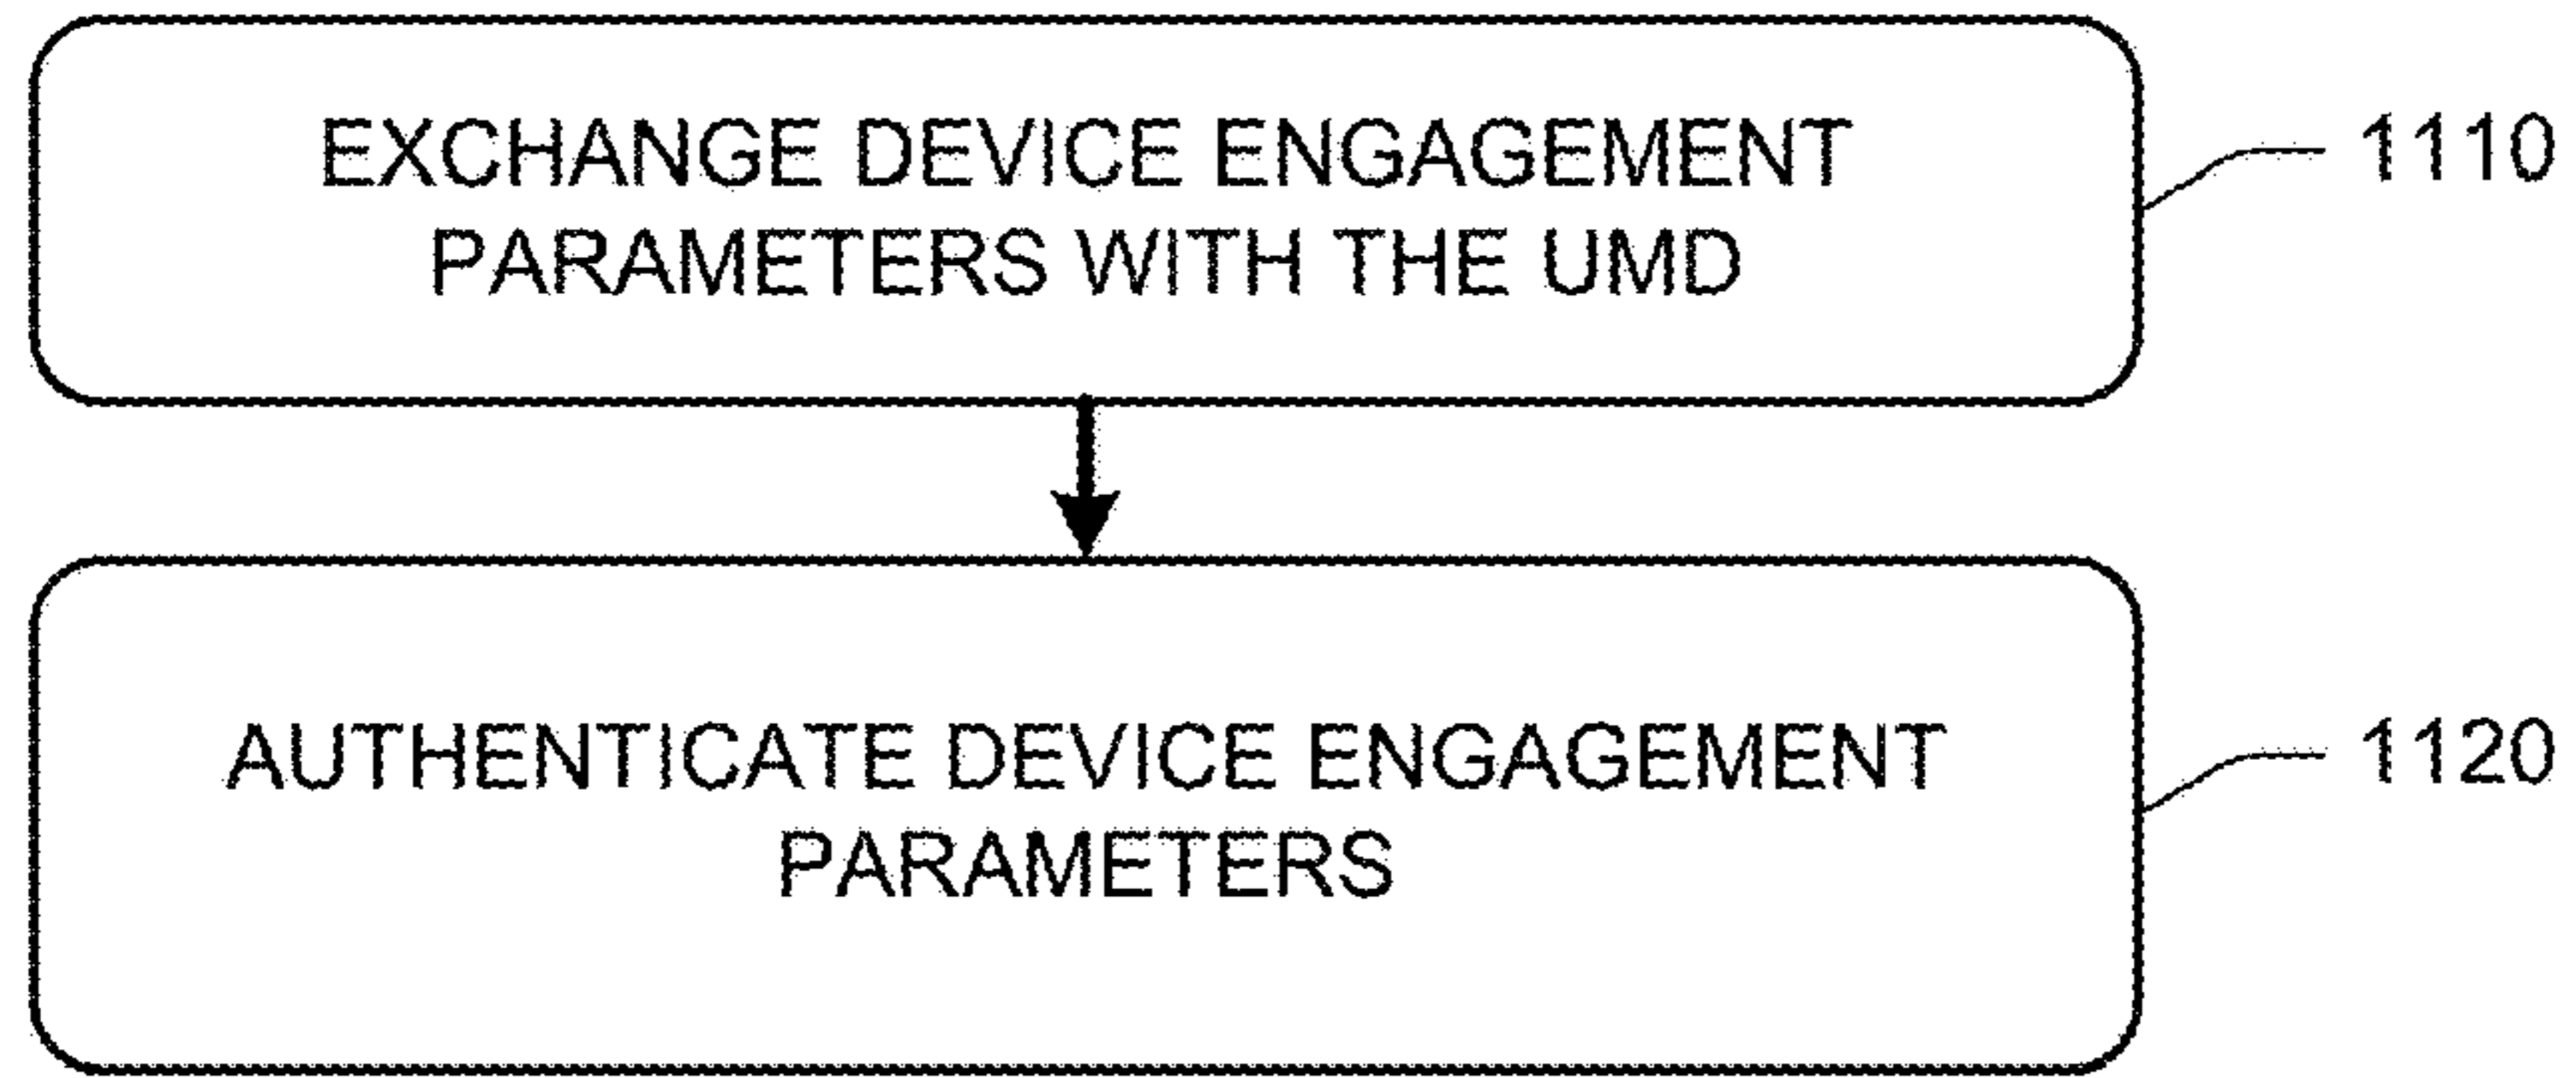 EXCHANGE DEVICE ENGAGEMENT
PARAMETERS WITH THE UMD
1110
AUTHENTICATE DEVICE ENGAGEMENT
PARAMETERS
1120